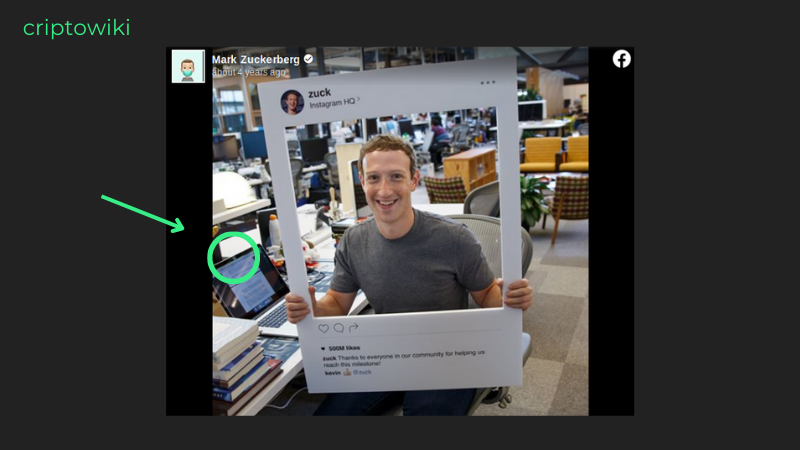 criptowiki
Mark Zuckerberg
about 4 years ago
zuck
Instagram HQ >
500M likes
zuck Thanks to everyone in our community for helping us
reach this milestone!
kevin 👍🏼 @zuck